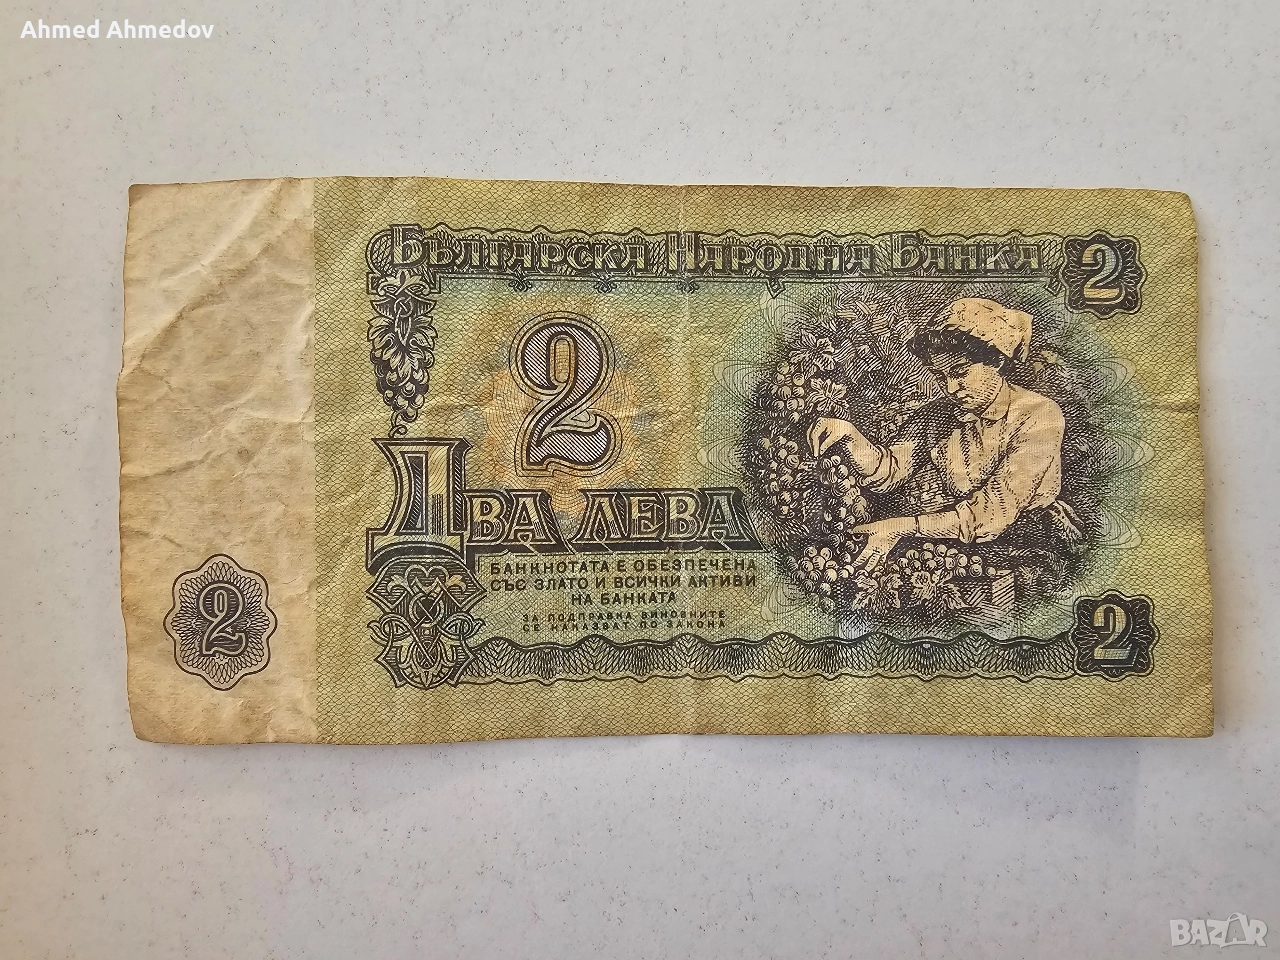 Ahmed Ahmedov
Българска Народна Банка
2
2
Два лева
БАНКНОТАТА Е ОБЕЗПЕЧЕНА
СЪС ЗЛАТО И ВСИЧКИ АКТИВИ
НА БАНКАТА
ЗА ПОДПРАВКА ВИНОВНИТЕ
СЕ НАКАЗВАТ ПО ЗАКОНА
2
2
BAZAR